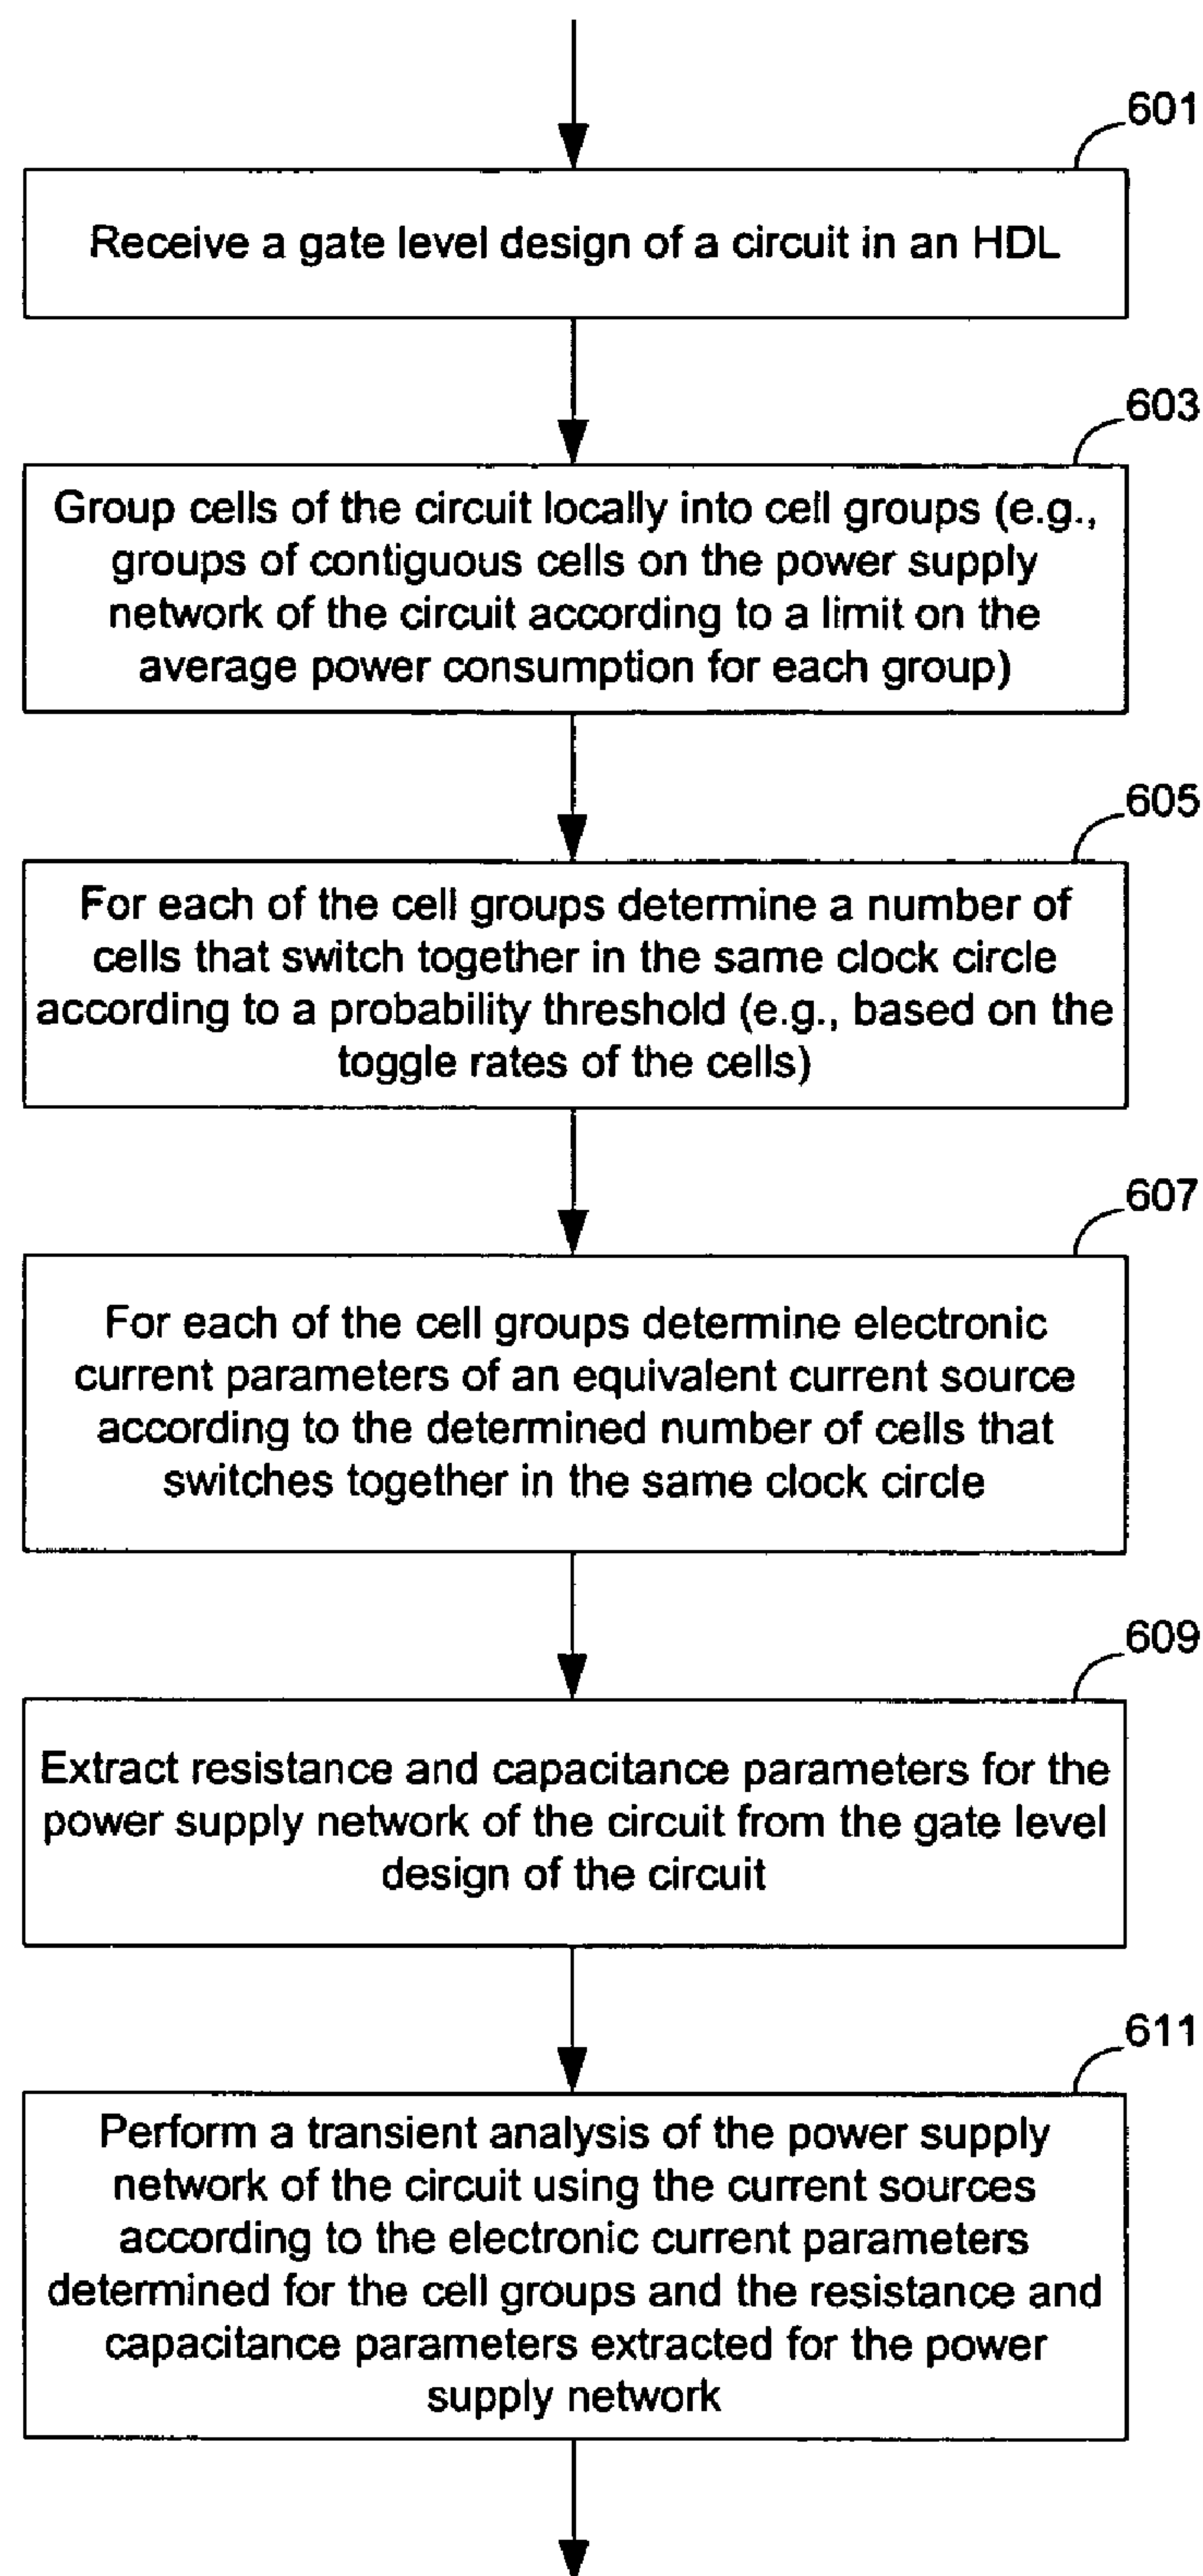 601
Receive a gate level design of a circuit in an HDL
603
Group cells of the circuit locally into cell groups (e.g.,
groups of contiguous cells on the power supply
network of the circuit according to a limit on the
average power consumption for each group)
605
For each of the cell groups determine a number of
cells that switch together in the same clock circle
according to a probability threshold (e.g., based on the
toggle rates of the cells)
607
For each of the cell groups determine electronic
current parameters of an equivalent current source
according to the determined number of cells that
switches together in the same clock circle
609
Extract resistance and capacitance parameters for the
power supply network of the circuit from the gate level
design of the circuit
611
Perform a transient analysis of the power supply
network of the circuit using the current sources
according to the electronic current parameters
determined for the cell groups and the resistance and
capacitance parameters extracted for the power
supply network